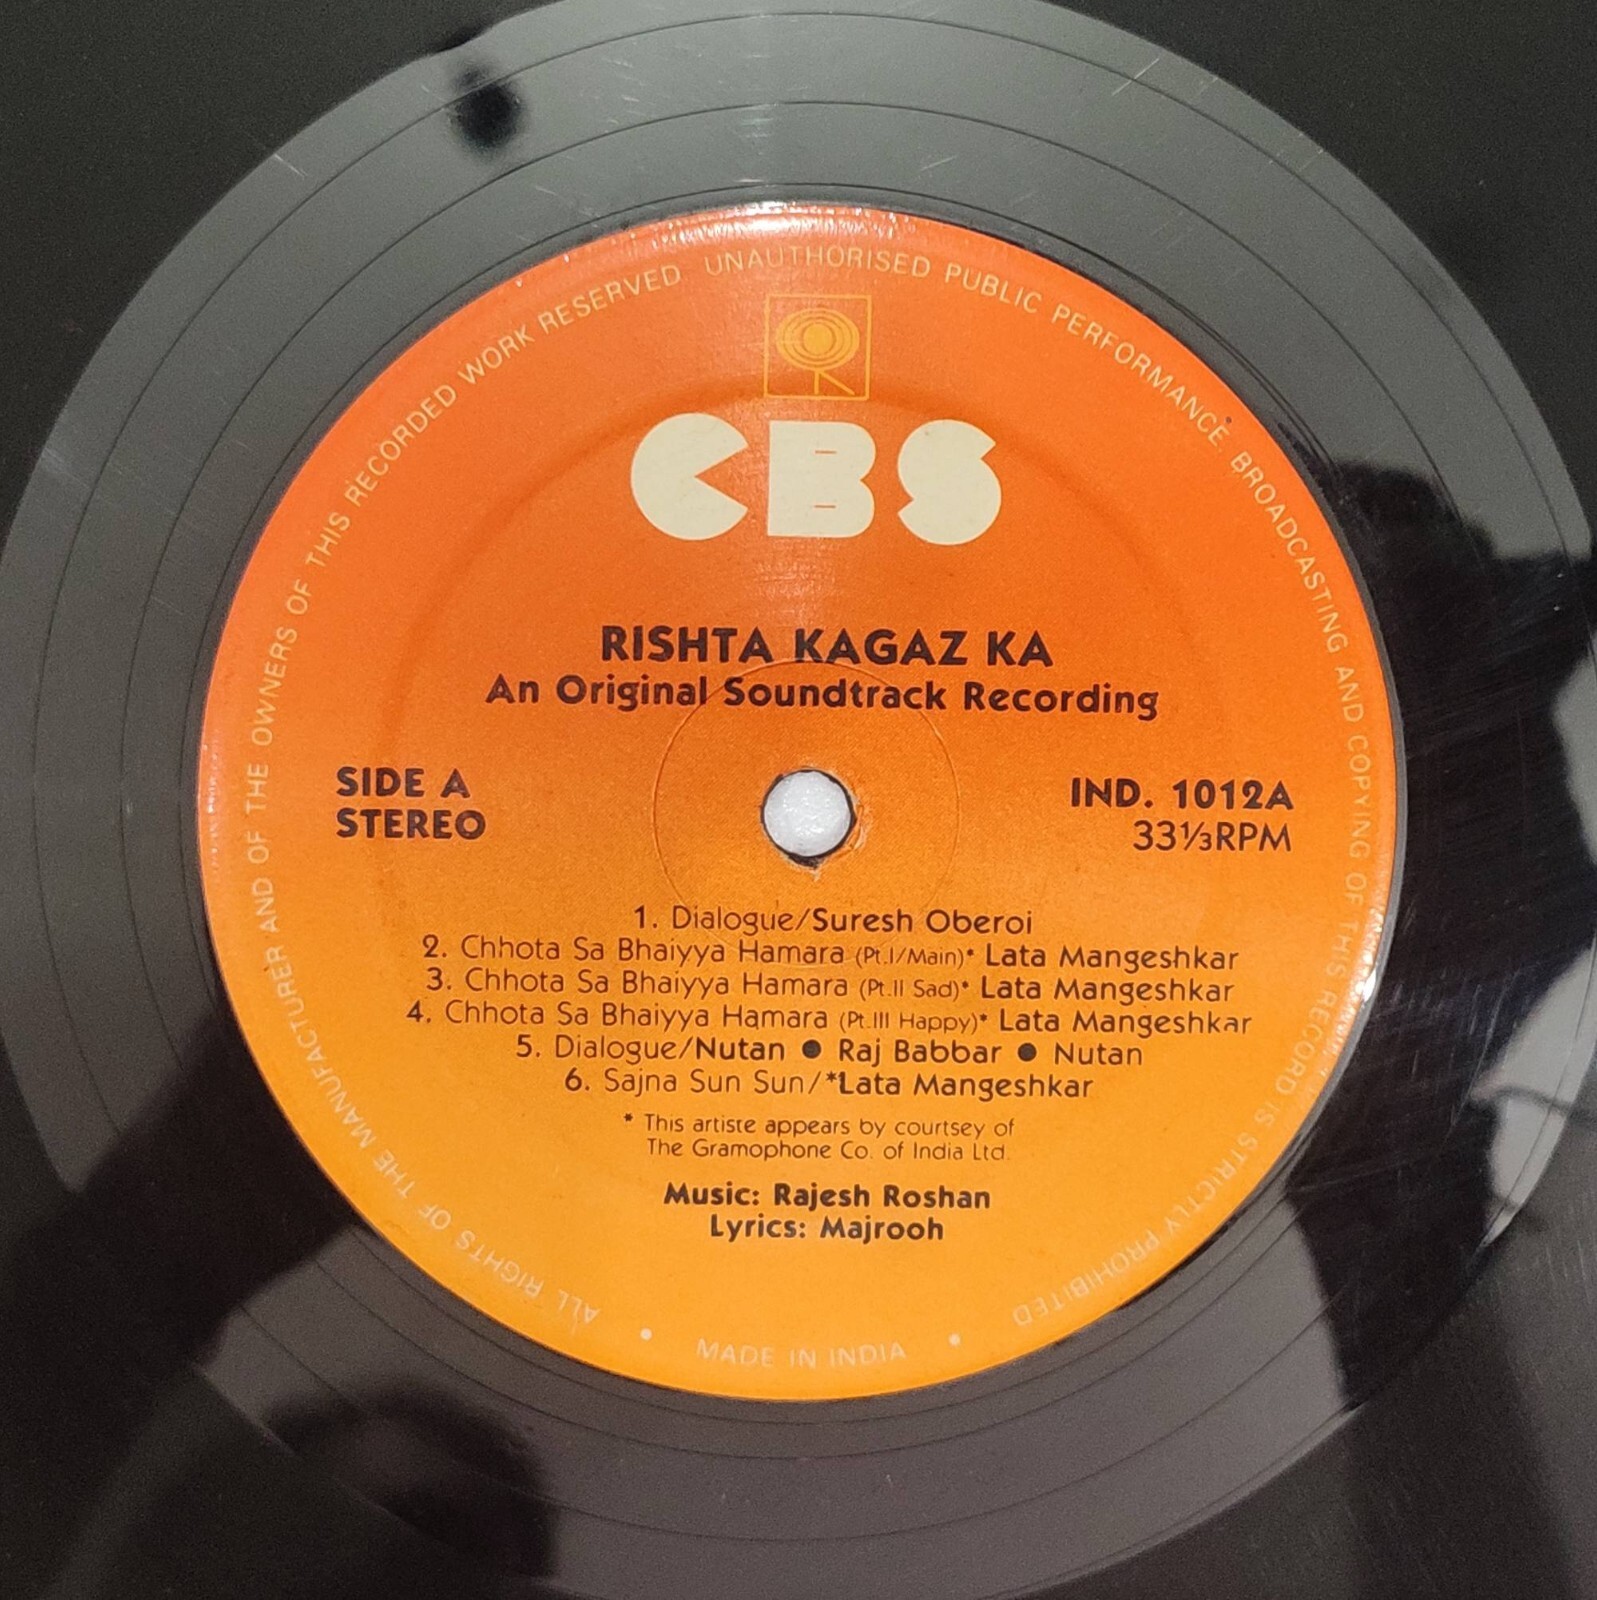 ALL RIGHTS OF THE MANUFACTURER AND OF THE OWNERS OF THIS RECORDED WORK RESERVED. UNAUTHORISED PUBLIC PERFORMANCE. BROADCASTING AND COPYING OF THIS RECORD IS STRICTLY PROHIBITED
CBS
RISHTA KAGAZ KA
An Original Soundtrack Recording
SIDE A
STEREO
IND. 1012A
33⅓RPM
1. Dialogue/Suresh Oberoi
2. Chhota Sa Bhaiyya Hamara (Pt.I/Main)* Lata Mangeshkar
3. Chhota Sa Bhaiyya Hamara (Pt.II Sad)* Lata Mangeshkar
4. Chhota Sa Bhaiyya Hamara (Pt.III Happy)* Lata Mangeshkar
5. Dialogue/Nutan ● Raj Babbar ● Nutan
6. Sajna Sun Sun/*Lata Mangeshkar
* This artiste appears by courtsey of
The Gramophone Co. of India Ltd.
Music: Rajesh Roshan
Lyrics: Majrooh
• MADE IN INDIA •